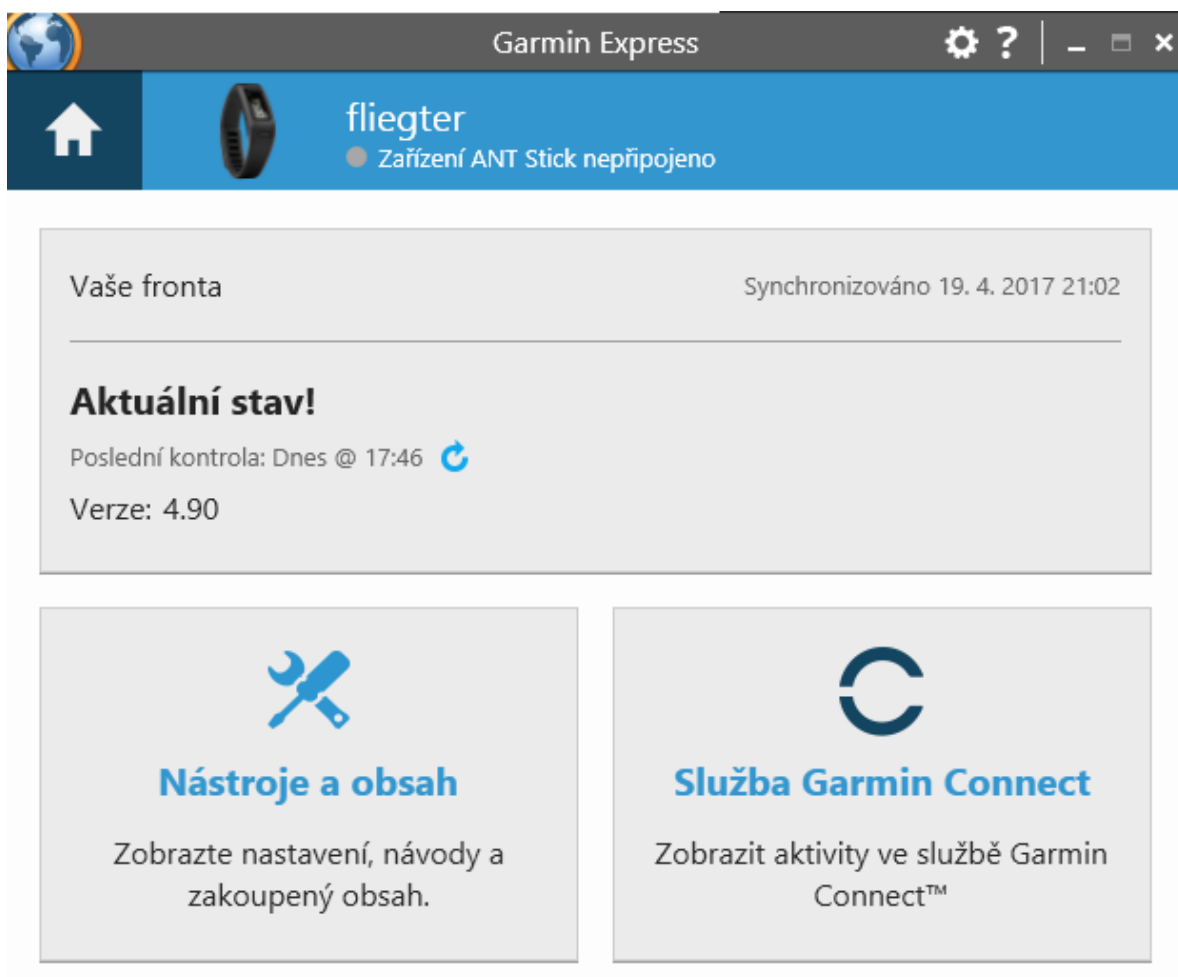 Garmin Express
?
fliegter
Zařízení ANT Stick nepřipojeno
Vaše fronta
Synchronizováno 19. 4. 2017 21:02
Aktuální stav!
Poslední kontrola: Dnes @ 17:46
Verze: 4.90
Nástroje a obsah
Zobrazte nastavení, návody a
zakoupený obsah.
Služba Garmin Connect
Zobrazit aktivity ve službě Garmin
Connect™